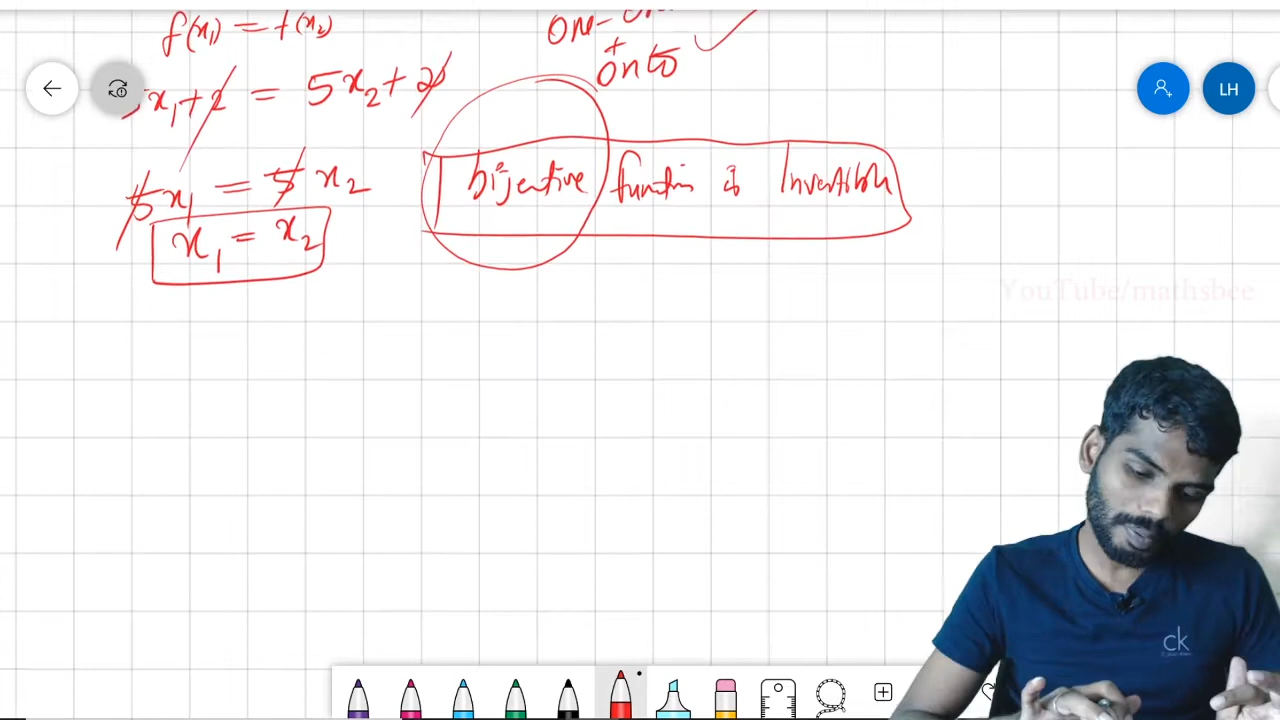 f(x₁) = f(x₂)
one-one
+
onto
5x₁+2 = 5x₂+2
5x₁ = 5x₂
bijective function is Invertible
x₁ = x₂
YouTube/mathsbee
LH
ck